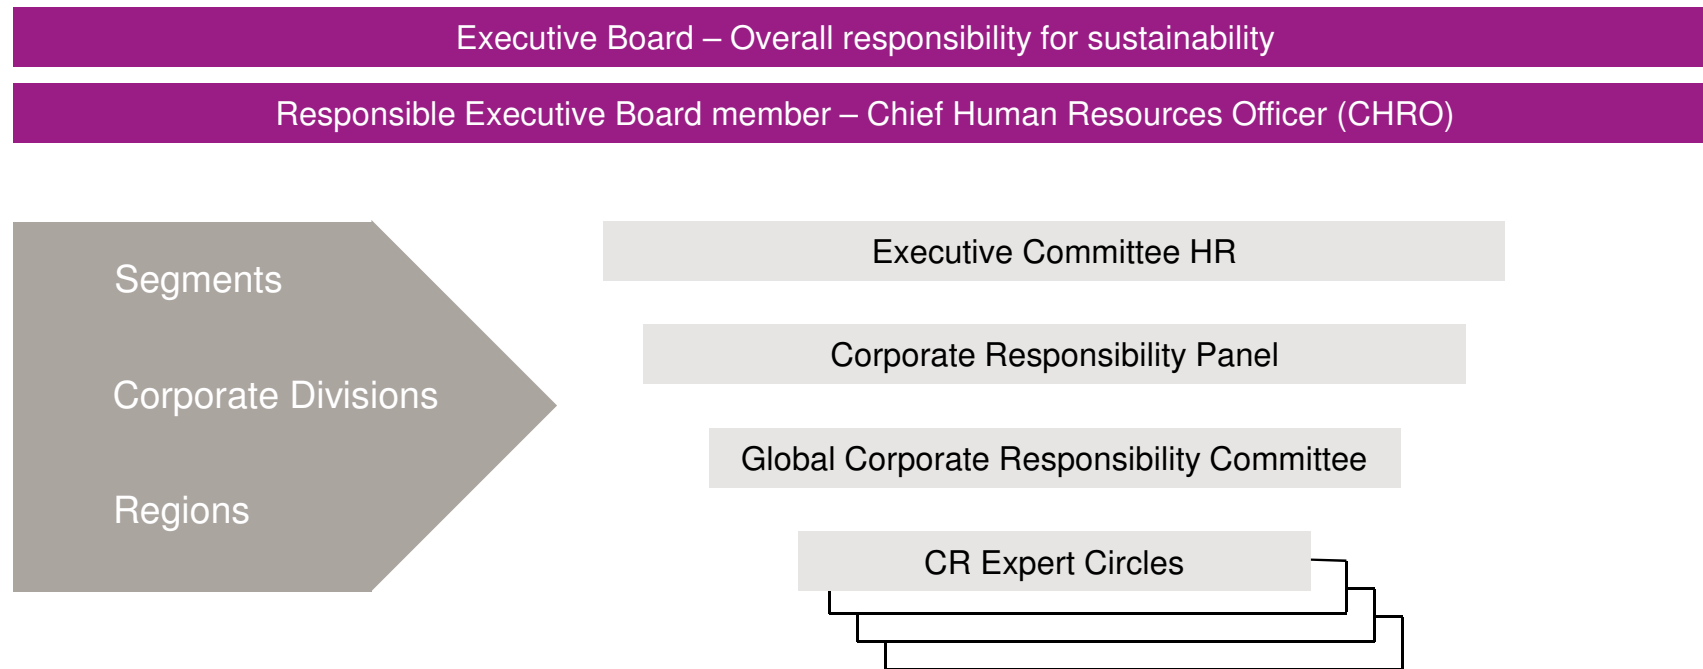 Executive Board – Overall responsibility for sustainability
Responsible Executive Board member – Chief Human Resources Officer (CHRO)
Segments
Corporate Divisions
Regions
Executive Committee HR
Corporate Responsibility Panel
Global Corporate Responsibility Committee
CR Expert Circles